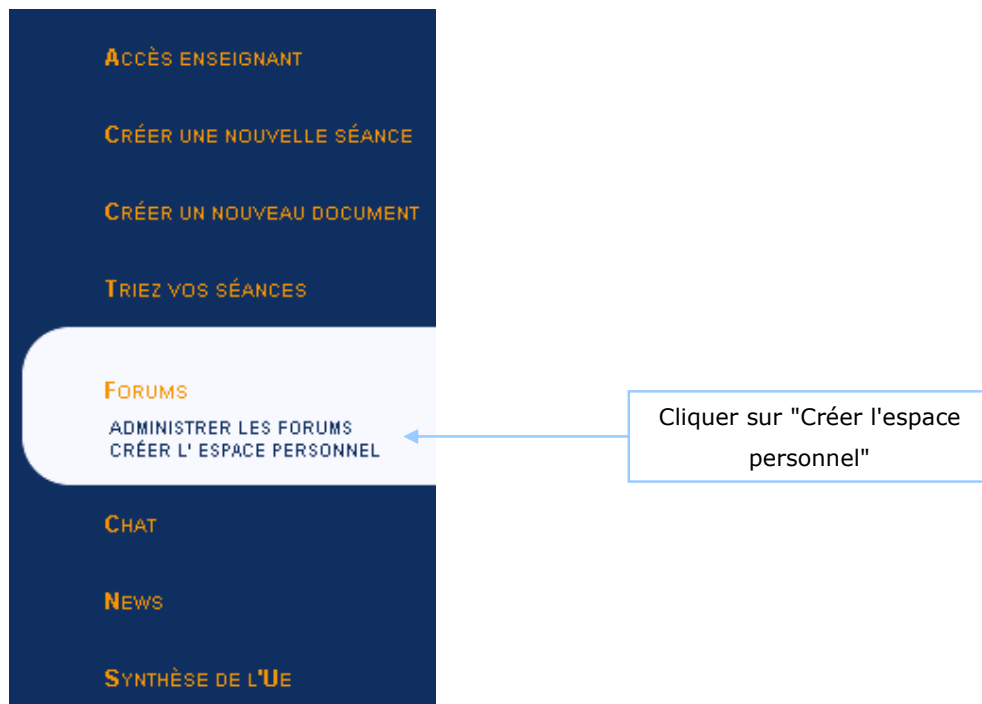 Accès enseignant
Créer une nouvelle séance
Créer un nouveau document
Triez vos séances
Forums
ADMINISTRER LES FORUMS
CRÉER L' ESPACE PERSONNEL
Cliquer sur "Créer l'espace
personnel"
Chat
News
Synthèse de l'Ue